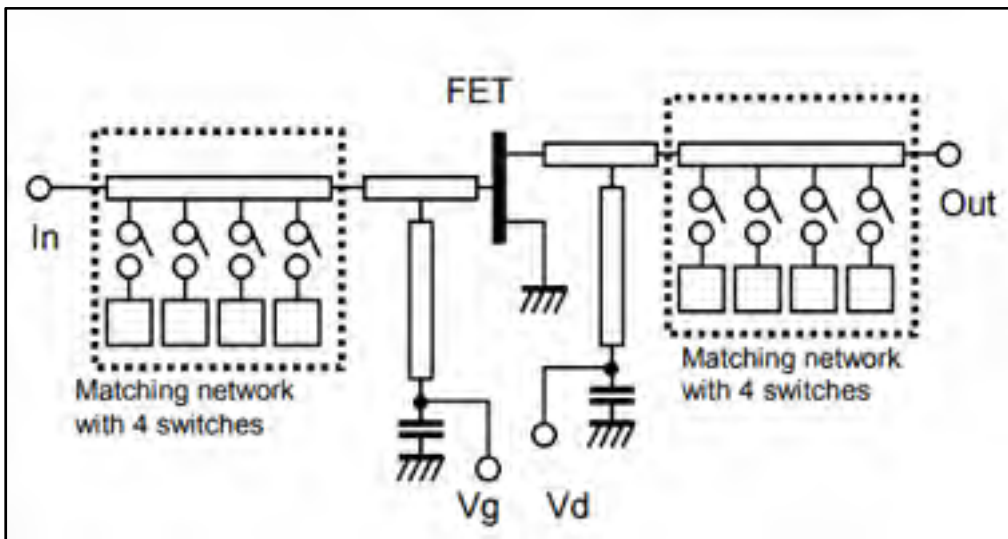 FET
In
Out
Matching network
with 4 switches
Matching network
with 4 switches
Vg
Vd